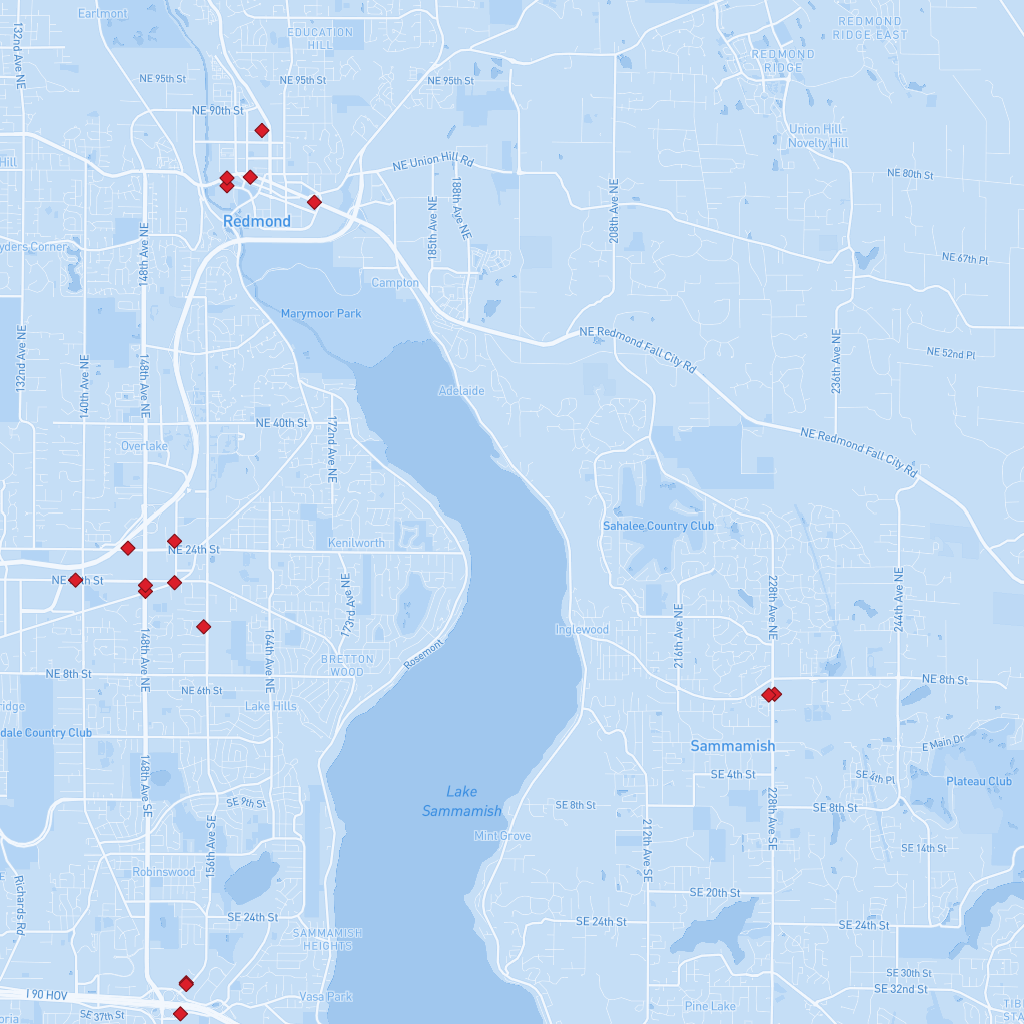 Earlmont
132nd Ave NE
EDUCATION
HILL
REDMOND
RIDGE EAST
REDMOND
RIDGE
NE 95th St
NE 95th St
NE 95th St
NE 90th St
Union Hill-
Novelty Hill
Hill
NE Union Hill Rd
NE 80th St
188th Ave NE
185th Ave NE
208th Ave NE
148th Ave NE
Redmond
yders Corner
NE 67th Pl
Campton
Marymoor Park
NE Redmond Fall City Rd
132nd Ave NE
140th Ave NE
148th Ave NE
236th Ave NE
NE 52nd Pl
Adelaide
NE 40th St
172nd Ave NE
Overlake
NE Redmond Fall City Rd
Sahalee Country Club
Kenilworth
NE 24th St
NE
th St
173rd Ave NE
228th Ave NE
244th Ave NE
216th Ave NE
Inglewood
148th Ave NE
164th Ave NE
Rosemont
BRETTON
WOOD
NE 8th St
NE 6th St
NE 8th St
ridge
Lake Hills
dale Country Club
Sammamish
E Main Dr
148th Ave SE
SE 4th St
SE 4th Pl
Plateau Club
Lake
Sammamish
SE 9th St
SE 8th St
SE 8th St
228th Ave SE
156th Ave SE
Mint Grove
212th Ave SE
SE 14th St
Robinswood
E
Richards Rd
SE 20th St
SE 24th St
SE 24th St
SE 24th St
SAMMAMISH
HEIGHTS
SE 30th St
SE 32nd St
I 90 HOV
Vasa Park
Pine Lake
TIB
STA
SE 37th St
oria